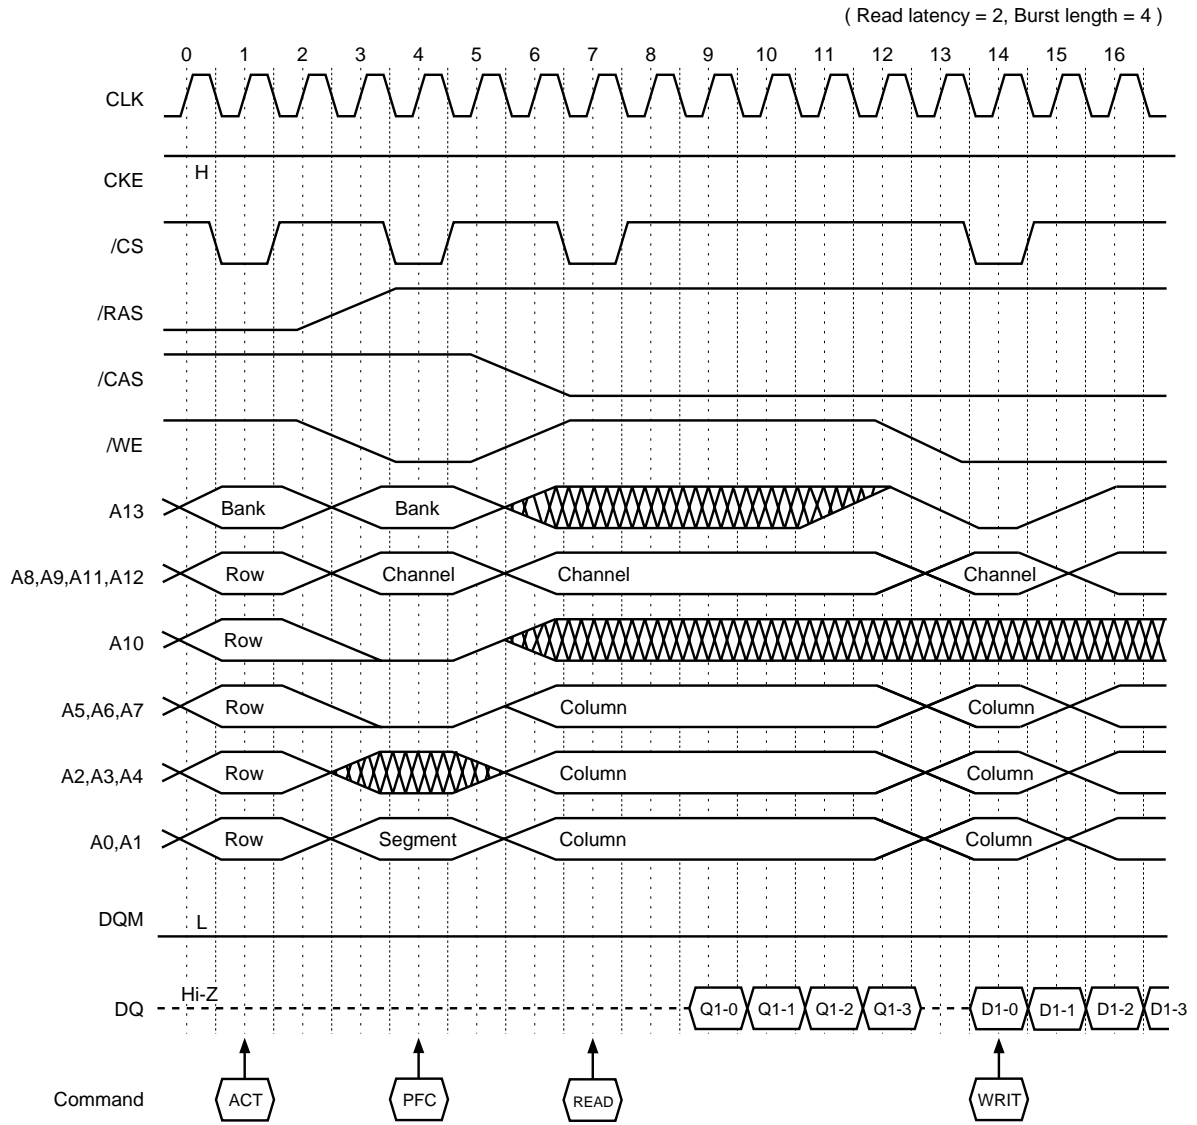 ( Read latency = 2, Burst length = 4 )
0 1 2 3 4 5 6 7 8 9 10 11 12 13 14 15 16
CLK
CKE H
/CS
/RAS
/CAS
/WE
A13 Bank Bank
A8,A9,A11,A12 Row Channel Channel Channel
A10 Row
A5,A6,A7 Row Column Column
A2,A3,A4 Row Column Column
A0,A1 Row Segment Column Column
DQM L
DQ Hi-Z Q1-0 Q1-1 Q1-2 Q1-3 D1-0 D1-1 D1-2 D1-3
Command ACT PFC READ WRIT